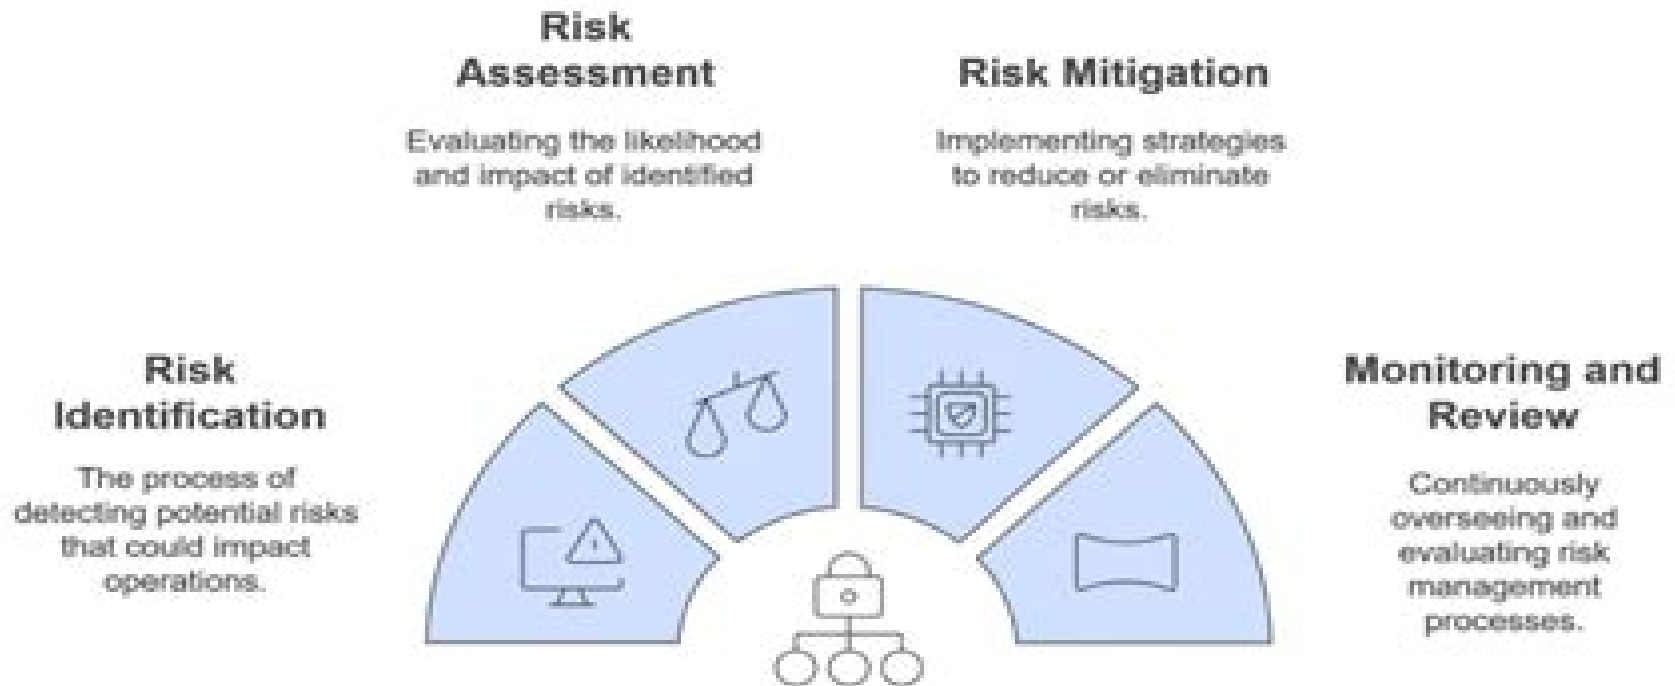 Risk
Assessment
Evaluating the likelihood
and impact of identified
risks.
Risk Mitigation
Implementing strategies
to reduce or eliminate
risks.
Risk
Identification
The process of
detecting potential risks
that could impact
operations.
Monitoring and
Review
Continuously
overseeing and
evaluating risk
management
processes.